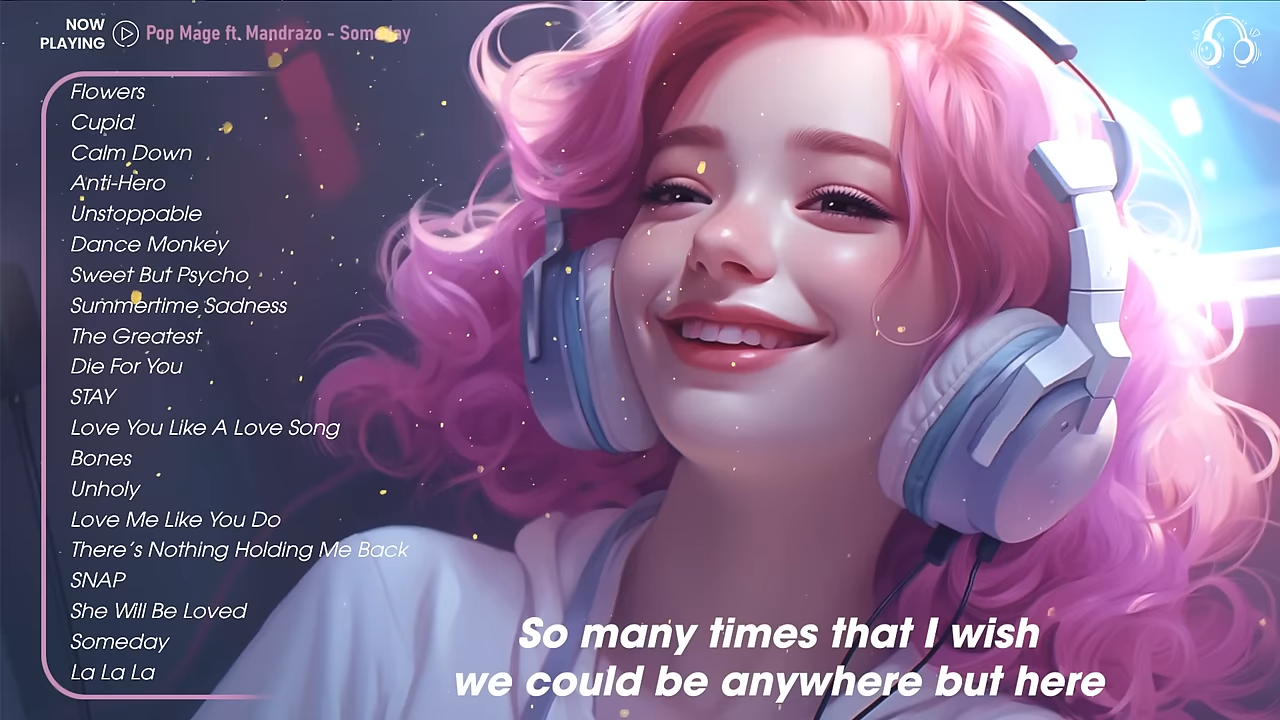 NOW
PLAYING
Pop Mage ft. Mandrazo - Someday
Flowers
Cupid
Calm Down
Anti-Hero
Unstoppable
Dance Monkey
Sweet But Psycho
Summertime Sadness
The Greatest
Die For You
STAY
Love You Like A Love Song
Bones
Unholy
Love Me Like You Do
There's Nothing Holding Me Back
SNAP
She Will Be Loved
Someday
La La La
So many times that I wish
we could be anywhere but here